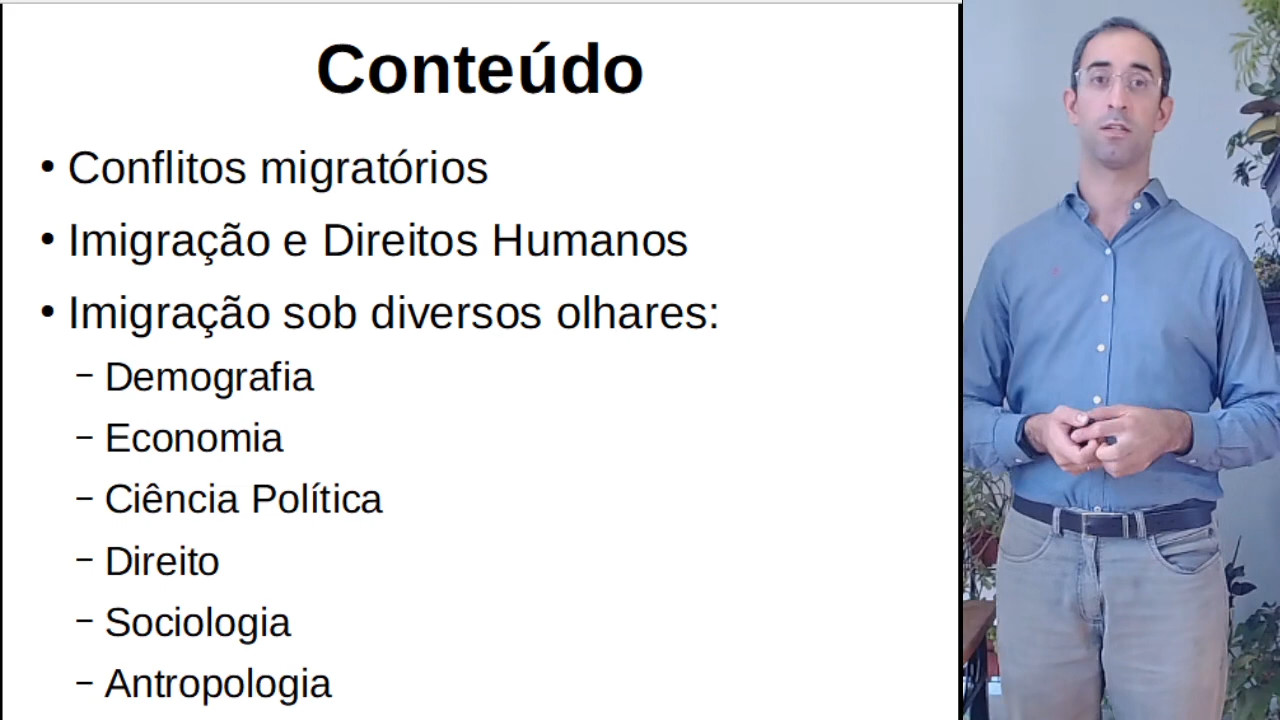 Conteúdo
• Conflitos migratórios
• Imigração e Direitos Humanos
• Imigração sob diversos olhares:
– Demografia
– Economia
– Ciência Política
– Direito
– Sociologia
– Antropologia